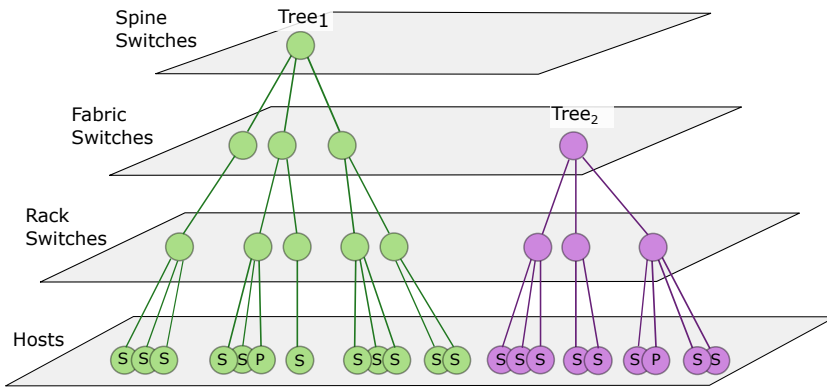 Spine
Switches
Tree1
Fabric
Switches
Tree2
Rack
Switches
Hosts
S S S S S P S S S S S S S S S S S S P S S